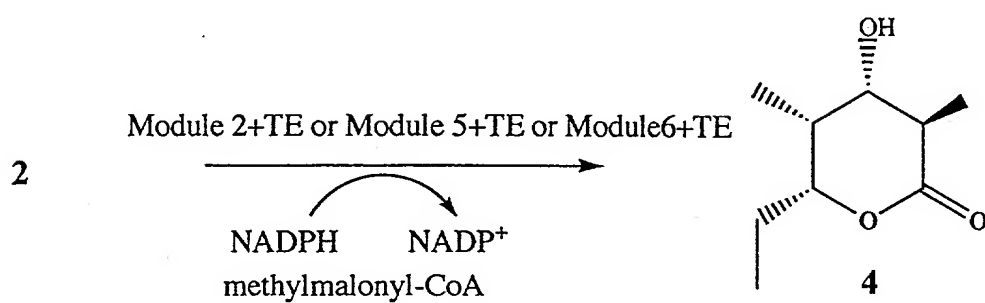 OH
Module 2+TE or Module 5+TE or Module6+TE
2
NADPH NADP+
methylmalonyl-CoA
O
O
4